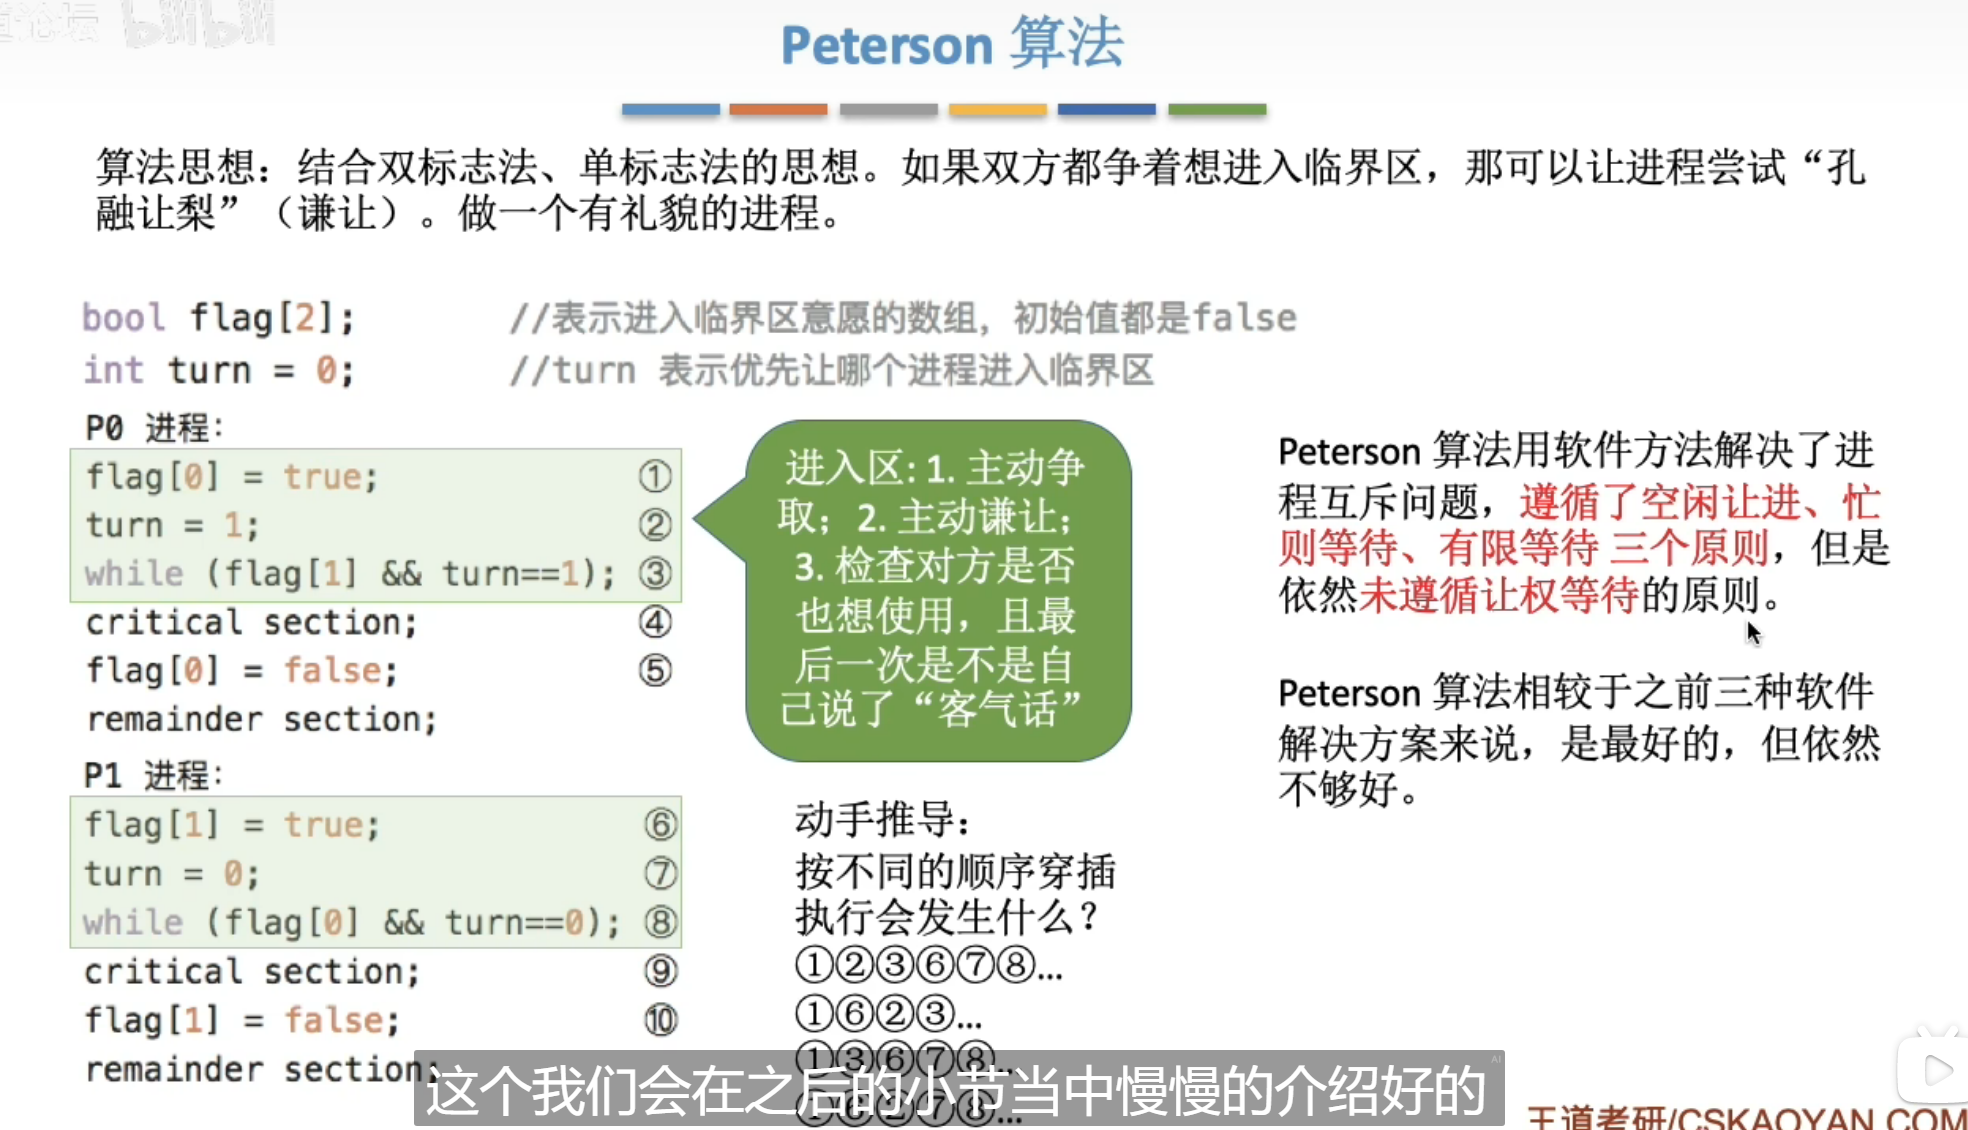 道论坛 bilibili
Peterson 算法
算法思想：结合双标志法、单标志法的思想。如果双方都争着想进入临界区，那可以让进程尝试“孔
融让梨”（谦让）。做一个有礼貌的进程。
bool flag[2]; //表示进入临界区意愿的数组，初始值都是false
int turn = 0; //turn 表示优先让哪个进程进入临界区
P0 进程：
flag[0] = true; ①
turn = 1; ②
while (flag[1] && turn==1); ③
critical section; ④
flag[0] = false; ⑤
remainder section;
P1 进程：
flag[1] = true; ⑥
turn = 0; ⑦
while (flag[0] && turn==0); ⑧
critical section; ⑨
flag[1] = false; ⑩
remainder section;
进入区: 1. 主动争
取；2. 主动谦让；
3. 检查对方是否
也想使用，且最
后一次是不是自
己说了“客气话”
动手推导：
按不同的顺序穿插
执行会发生什么？
①②③⑥⑦⑧...
①⑥②③...
①③⑥⑦⑧...
①⑥②⑦⑧...
Peterson 算法用软件方法解决了进
程互斥问题，遵循了空闲让进、忙
则等待、有限等待 三个原则，但是
依然未遵循让权等待的原则。
Peterson 算法相较于之前三种软件
解决方案来说，是最好的，但依然
不够好。
这个我们会在之后的小节当中慢慢的介绍好的
AI
王道考研/CSKAOYAN.COM